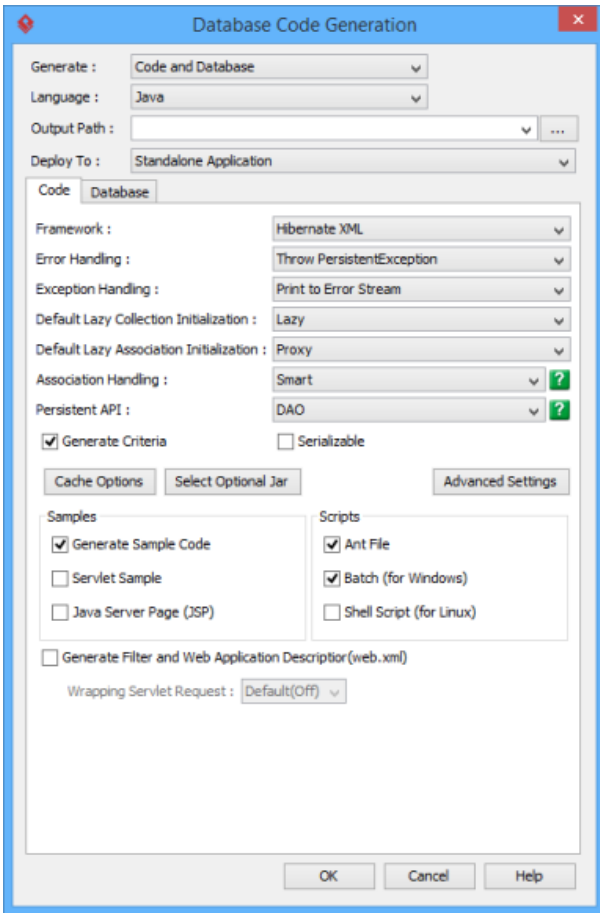 Database Code Generation
Generate : Code and Database
Language : Java
Output Path : ...
Deploy To : Standalone Application
Code Database
Framework : Hibernate XML
Error Handling : Throw PersistentException
Exception Handling : Print to Error Stream
Default Lazy Collection Initialization : Lazy
Default Lazy Association Initialization : Proxy
Association Handling : Smart ?
Persistent API : DAO ?
Generate Criteria Serializable
Cache Options Select Optional Jar Advanced Settings
Samples Scripts
Generate Sample Code Ant File
Servlet Sample Batch (for Windows)
Java Server Page (JSP) Shell Script (for Linux)
Generate Filter and Web Application Descriptior(web.xml)
Wrapping Servlet Request : Default(Off)
OK Cancel Help